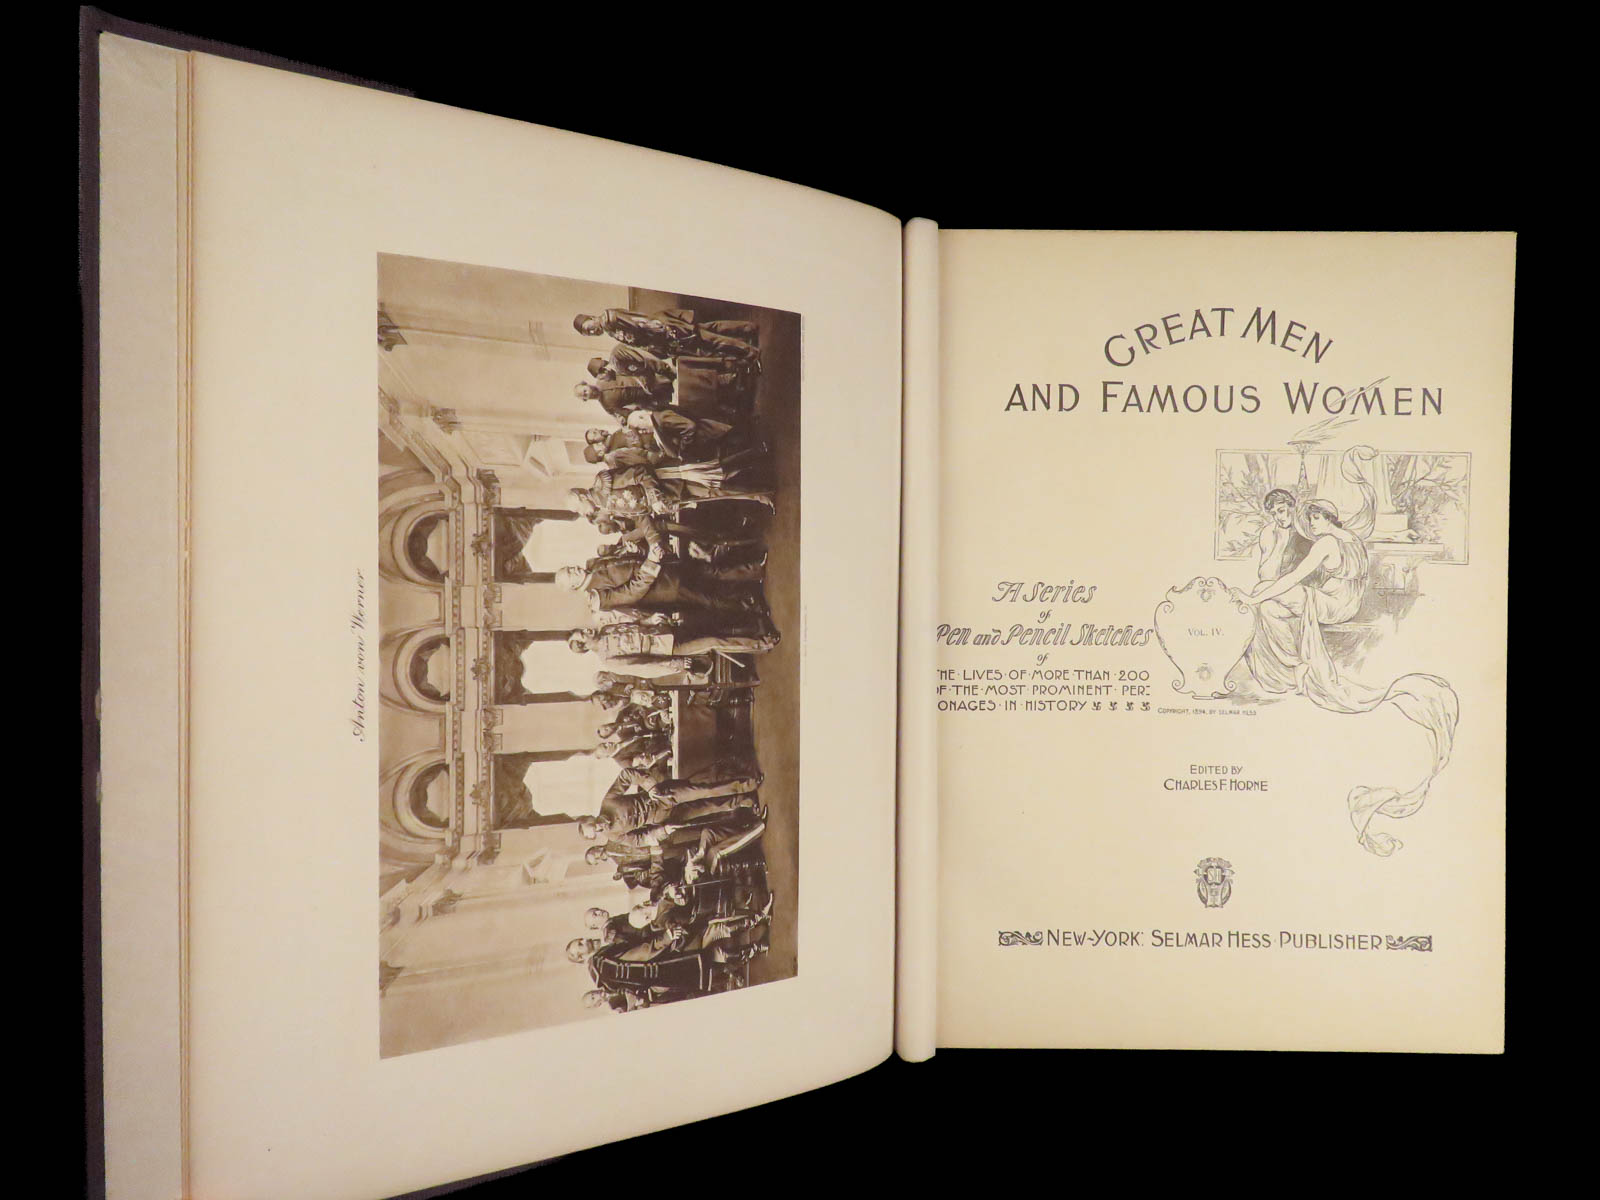 Anton von Werner
GREAT MEN
AND FAMOUS WOMEN
A Series
of
Pen and Pencil Sketches
of
HE · LIVES · OF · MORE · THAN · 200
OF · THE · MOST · PROMINENT · PER-
ONAGES · IN · HISTORY
VOL. IV.
COPYRIGHT, 1894, BY SELMAR HESS
EDITED BY
CHARLES F. HORNE
NEW-YORK: SELMAR HESS PUBLISHER